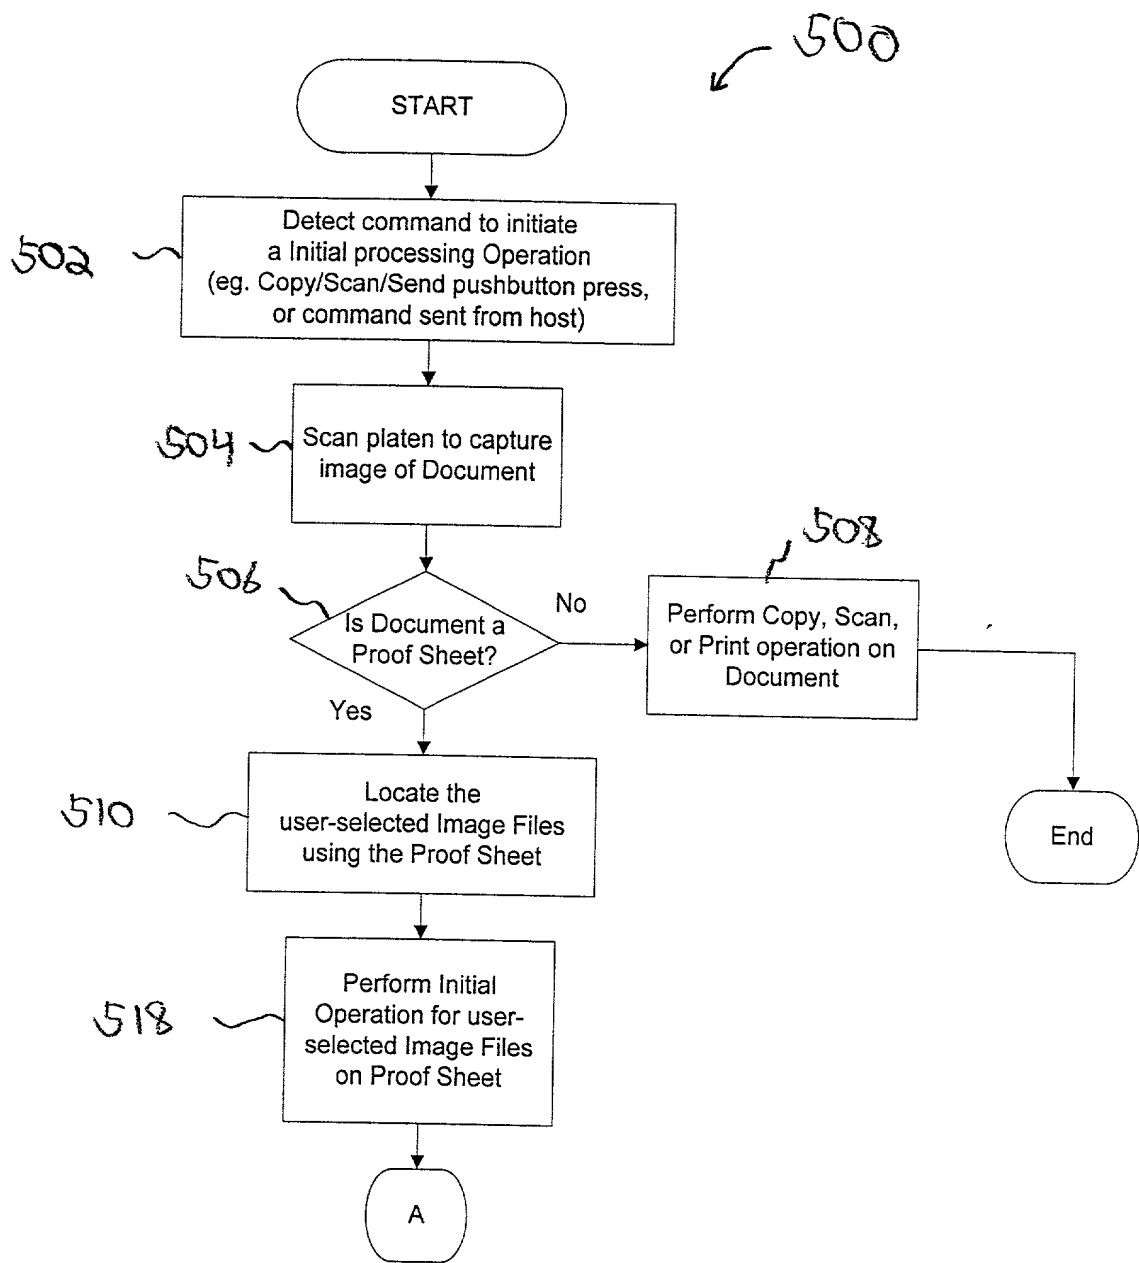 500
START
502
Detect command to initiate
a Initial processing Operation
(eg. Copy/Scan/Send pushbutton press,
or command sent from host)
504
Scan platen to capture
image of Document
506
Is Document a
Proof Sheet?
No
508
Perform Copy, Scan,
or Print operation on
Document
Yes
510
Locate the
user-selected Image Files
using the Proof Sheet
End
518
Perform Initial
Operation for user-
selected Image Files
on Proof Sheet
A